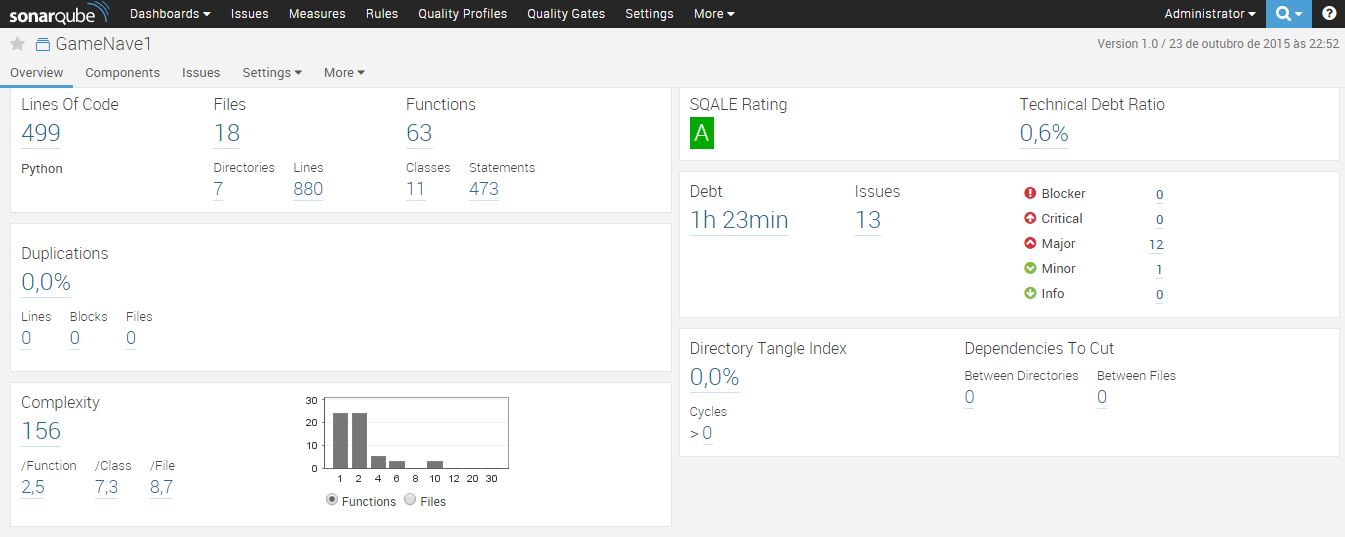 sonarqube Dashboards Issues Measures Rules Quality Profiles Quality Gates Settings More Administrator ?
GameNave1 Version 1.0 / 23 de outubro de 2015 às 22:52
Overview Components Issues Settings More
Lines Of Code Files Functions
499 18 63
Python Directories Lines Classes Statements
7 880 11 473
Duplications
0,0%
Lines Blocks Files
0 0 0
Complexity
156
/Function /Class /File
2,5 7,3 8,7
30
20
10
0
1 2 4 6 8 10 12 20 30
Functions Files
SQALE Rating Technical Debt Ratio
A 0,6%
Debt Issues
1h 23min 13
Blocker 0
Critical 0
Major 12
Minor 1
Info 0
Directory Tangle Index Dependencies To Cut
0,0% Between Directories Between Files
0 0
Cycles
> 0